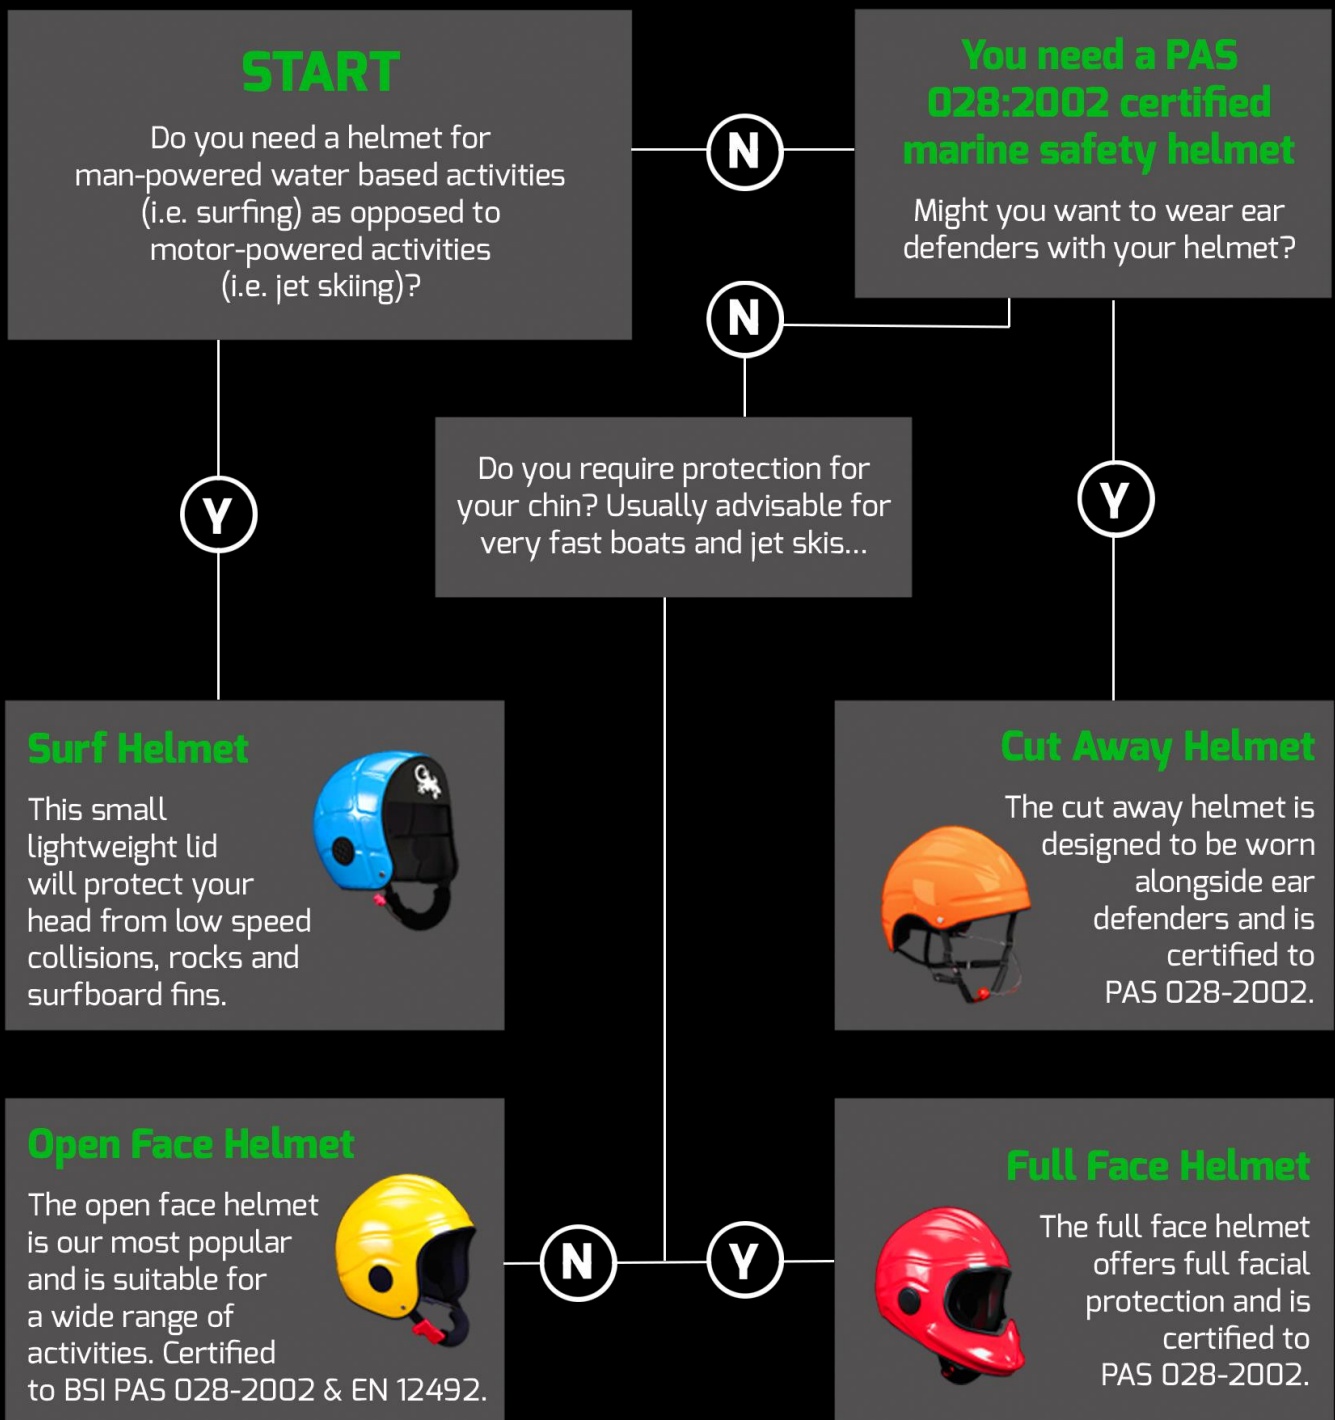 START
Do you need a helmet for
man-powered water based activities
(i.e. surfing) as opposed to
motor-powered activities
(i.e. jet skiing)?
N
You need a PAS
028:2002 certified
marine safety helmet
Might you want to wear ear
defenders with your helmet?
N
Do you require protection for
your chin? Usually advisable for
very fast boats and jet skis...
Y
Y
Surf Helmet
This small
lightweight lid
will protect your
head from low speed
collisions, rocks and
surfboard fins.
Cut Away Helmet
The cut away helmet is
designed to be worn
alongside ear
defenders and is
certified to
PAS 028-2002.
Open Face Helmet
The open face helmet
is our most popular
and is suitable for
a wide range of
activities. Certified
to BSI PAS 028-2002 & EN 12492.
N
Y
Full Face Helmet
The full face helmet
offers full facial
protection and is
certified to
PAS 028-2002.